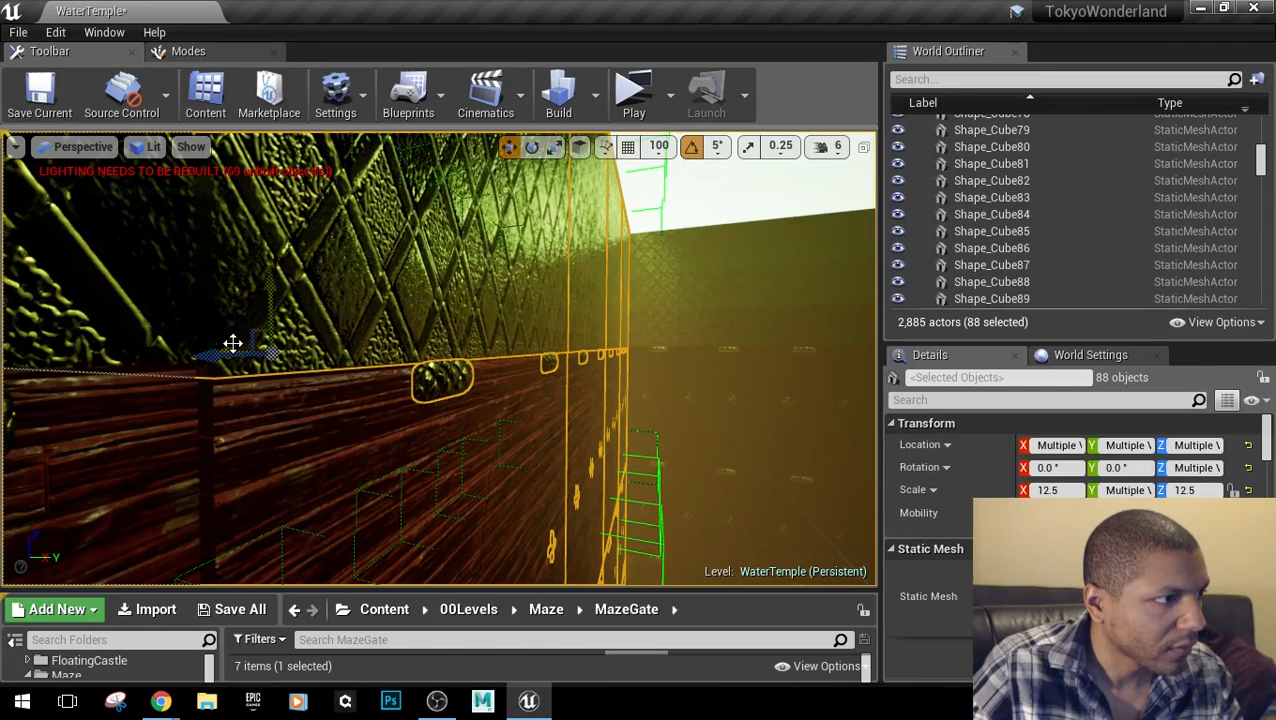 WaterTemple*
TokyoWonderland
File Edit Window Help
Toolbar
Modes
World Outliner
Save Current
Source Control
Content
Marketplace
Settings
Blueprints
Cinematics
Build
Play
Launch
Search...
Label
Type
Shape_Cube79 StaticMeshActor
Shape_Cube80 StaticMeshActor
Shape_Cube81 StaticMeshActor
Shape_Cube82 StaticMeshActor
Shape_Cube83 StaticMeshActor
Shape_Cube84 StaticMeshActor
Shape_Cube85 StaticMeshActor
Shape_Cube86 StaticMeshActor
Shape_Cube87 StaticMeshActor
Shape_Cube88 StaticMeshActor
Shape_Cube89 StaticMeshActor
2,885 actors (88 selected)
View Options
Perspective
Lit
Show
100
5°
0.25
6
LIGHTING NEEDS TO BE REBUILT
Details
World Settings
<Selected Objects>
88 objects
Search
Transform
Location X Multiple Y Multiple Z Multiple
Rotation X 0.0 ° Y 0.0 ° Z Multiple
Scale X 12.5 Y Multiple Z 12.5
Mobility
Static Mesh
Static Mesh
Z
X Y
Level: WaterTemple (Persistent)
Add New
Import
Save All
Content
00Levels
Maze
MazeGate
Search Folders
Filters
Search MazeGate
FloatingCastle
Maze
7 items (1 selected)
View Options
EPIC
GAMES
Ps
M